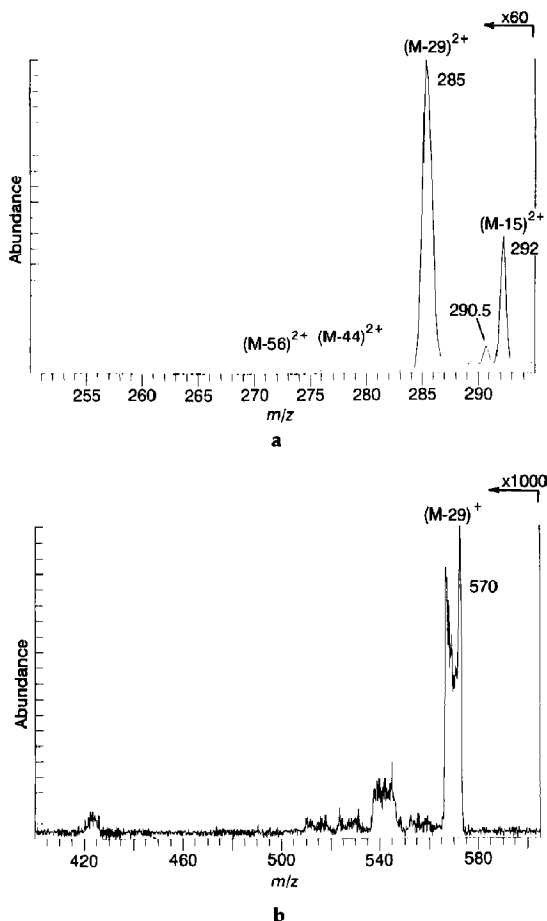 x60
(M-29)2+
285
(M-15)2+
292
290.5
(M-56)2+ (M-44)2+
Abundance
255 260 265 270 275 280 285 290
m/z
a
x1000
(M-29)+
570
Abundance
420 460 500 540 580
m/z
b